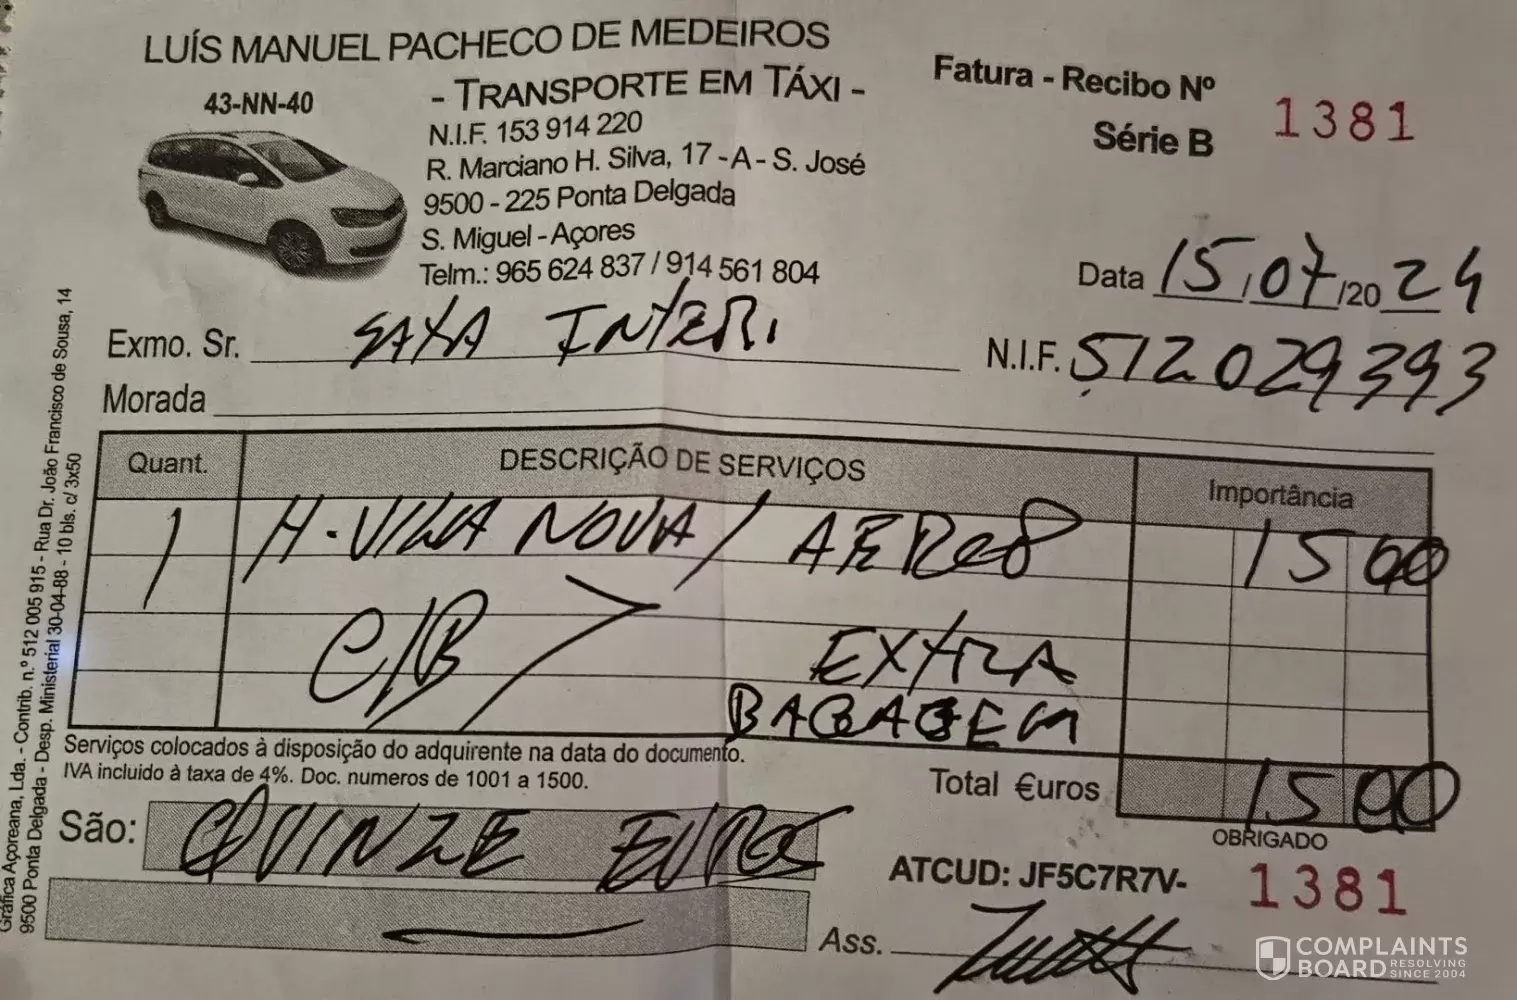 LUÍS MANUEL PACHECO DE MEDEIROS
43-NN-40
- TRANSPORTE EM TÁXI -
N.I.F. 153 914 220
R. Marciano H. Silva, 17 - A - S. José
9500 - 225 Ponta Delgada
S. Miguel - Açores
Telm.: 965 624 837 / 914 561 804
Fatura - Recibo Nº 1381
Série B
Data 15/07/2024
Exmo. Sr. SATA INTER.
N.I.F. 512029393
Morada
Quant. DESCRIÇÃO DE SERVIÇOS Importância
1 H. VILA NOVA / AERO 15 00
C/B EXTRA
BAGAGEM
Serviços colocados à disposição do adquirente na data do documento.
IVA incluido à taxa de 4%. Doc. numeros de 1001 a 1500.
Total €uros 15 00
OBRIGADO
São: QUINZE EUROS
ATCUD: JF5C7R7V- 1381
Ass.
Gráfica Açoreana, Lda. - Contrib. n.º 512 005 915 - Rua Dr. João Francisco de Sousa, 14
9500 Ponta Delgada - Desp. Ministerial 30-04-88 - 10 bls. c/ 3x50
COMPLAINTS
BOARD RESOLVING
SINCE 2004